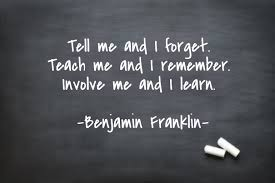 Tell me and I forget.
Teach me and I remember.
Involve me and I learn.
-Benjamin Franklin-